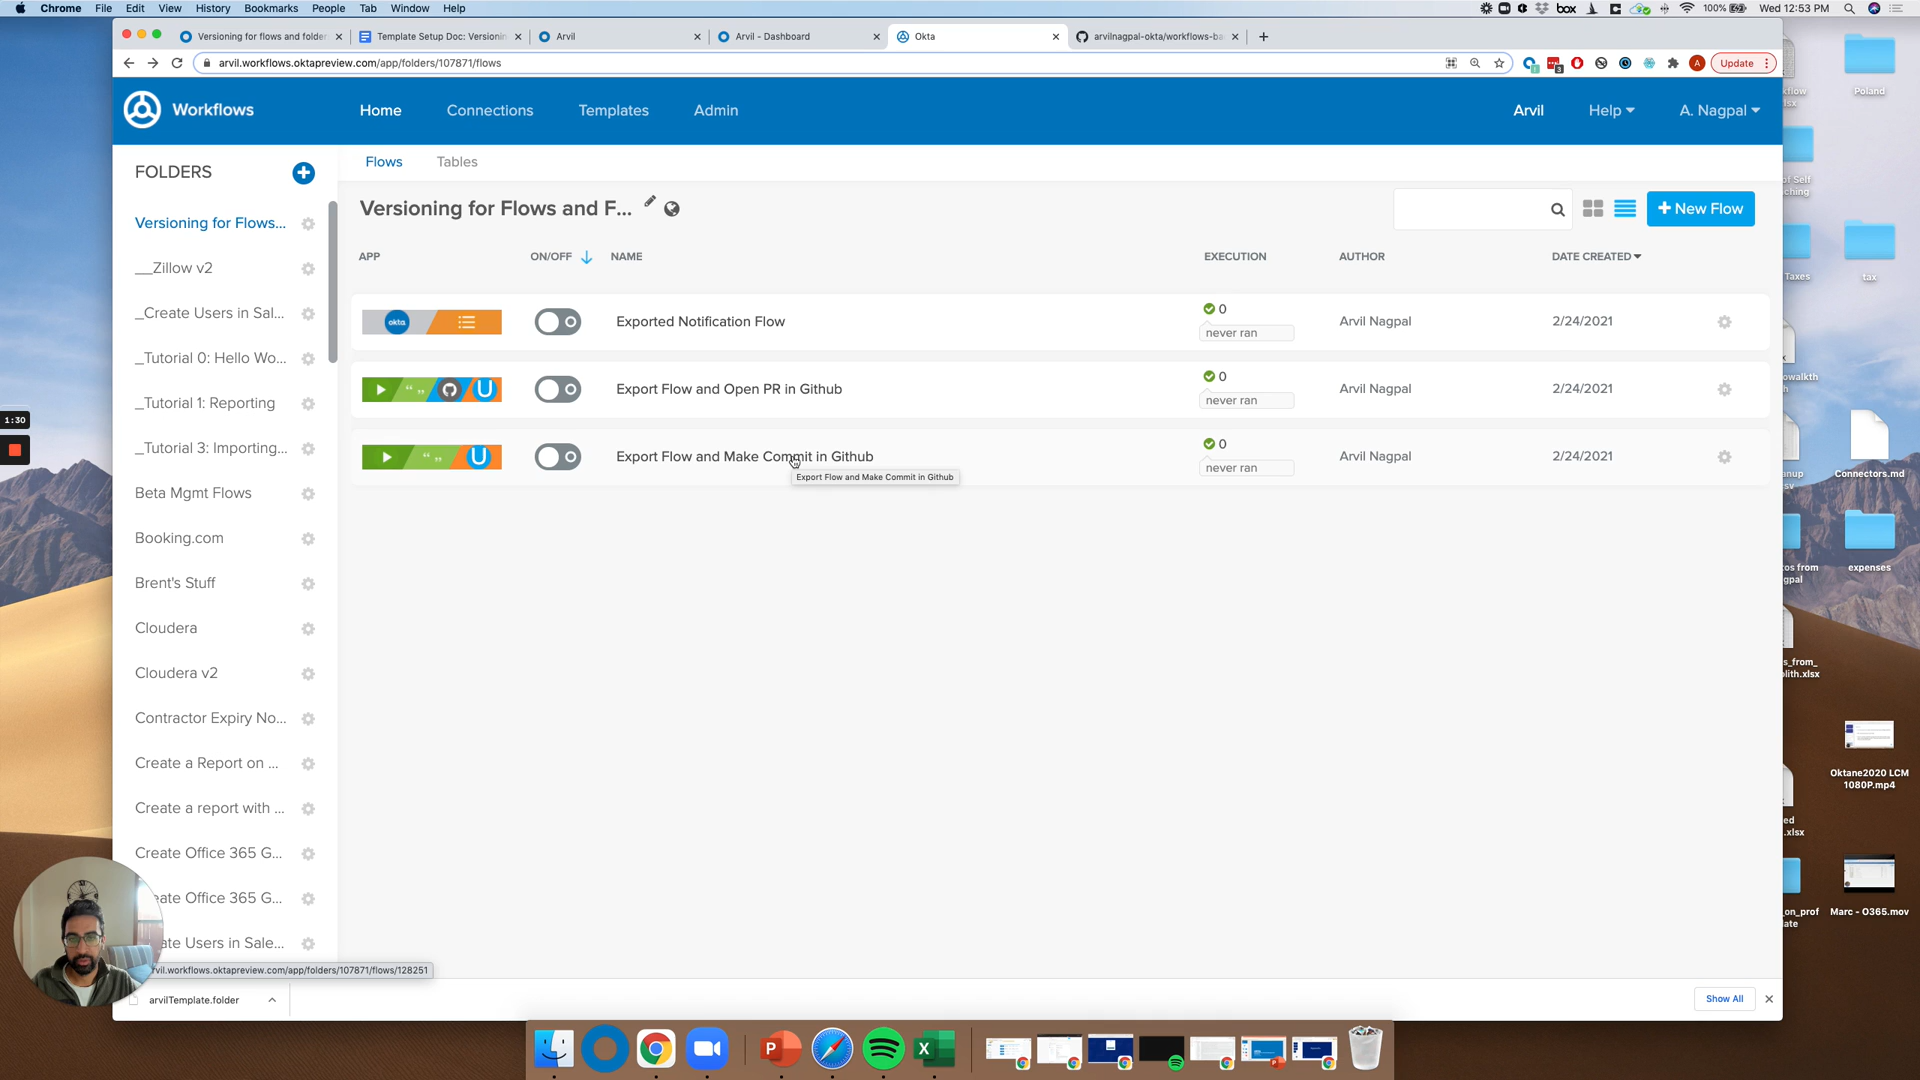 Chrome File Edit View History Bookmarks People Tab Window Help
box 100% Wed 12:53 PM
Versioning for flows and folder
Template Setup Doc: Versionin
Arvil
Arvil - Dashboard
Okta
arvilnagpal-okta/workflows-ba
arvil.workflows.oktapreview.com/app/folders/107871/flows
Update
Workflows
Home
Connections
Templates
Admin
Arvil
Help
A. Nagpal
FOLDERS
Versioning for Flows...
__Zillow v2
_Create Users in Sal...
_Tutorial 0: Hello Wo...
_Tutorial 1: Reporting
_Tutorial 3: Importing...
Beta Mgmt Flows
Booking.com
Brent's Stuff
Cloudera
Cloudera v2
Contractor Expiry No...
Create a Report on ...
Create a report with ...
Create Office 365 G...
eate Office 365 G...
ate Users in Sale...
Flows
Tables
Versioning for Flows and F...
+ New Flow
APP ON/OFF NAME EXECUTION AUTHOR DATE CREATED
okta Exported Notification Flow 0 never ran Arvil Nagpal 2/24/2021
Export Flow and Open PR in Github 0 never ran Arvil Nagpal 2/24/2021
Export Flow and Make Commit in Github 0 never ran Arvil Nagpal 2/24/2021
Export Flow and Make Commit in Github
1:30
rvil.workflows.oktapreview.com/app/folders/107871/flows/128251
arvilTemplate.folder
Show All
Poland
tax
Taxes
Connectors.md
expenses
Oktane2020 LCM
1080P.mp4
Marc - O365.mov